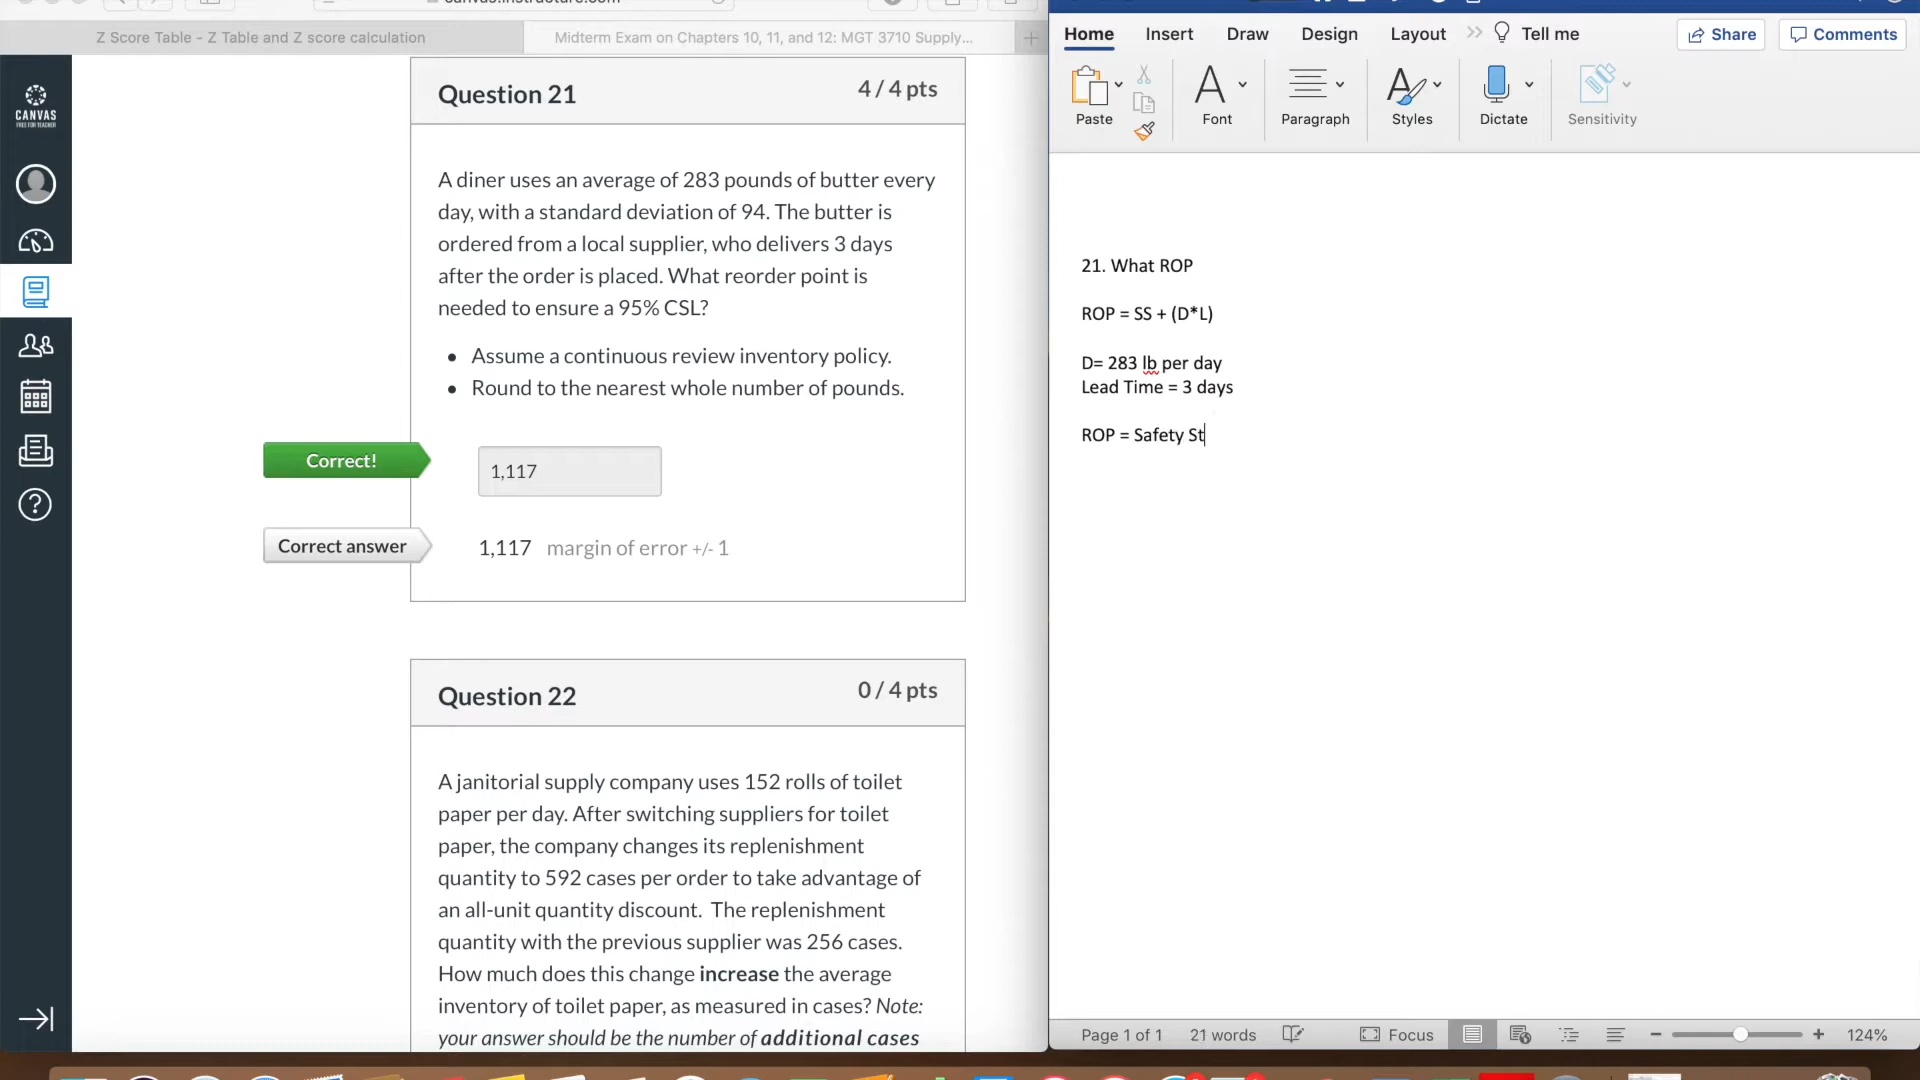 canvas.instructure.com
Z Score Table - Z Table and Z score calculation
Midterm Exam on Chapters 10, 11, and 12: MGT 3710 Supply...
CANVAS
FREE FOR TEACHER
Question 21
4 / 4 pts
A diner uses an average of 283 pounds of butter every
day, with a standard deviation of 94. The butter is
ordered from a local supplier, who delivers 3 days
after the order is placed. What reorder point is
needed to ensure a 95% CSL?
• Assume a continuous review inventory policy.
• Round to the nearest whole number of pounds.
Correct!
1,117
Correct answer
1,117 margin of error +/- 1
Question 22
0 / 4 pts
A janitorial supply company uses 152 rolls of toilet
paper per day. After switching suppliers for toilet
paper, the company changes its replenishment
quantity to 592 cases per order to take advantage of
an all-unit quantity discount. The replenishment
quantity with the previous supplier was 256 cases.
How much does this change increase the average
inventory of toilet paper, as measured in cases? Note:
your answer should be the number of additional cases
Home Insert Draw Design Layout Tell me
Share Comments
Paste Font Paragraph Styles Dictate Sensitivity
21. What ROP
ROP = SS + (D*L)
D= 283 lb per day
Lead Time = 3 days
ROP = Safety St
Page 1 of 1 21 words Focus 124%